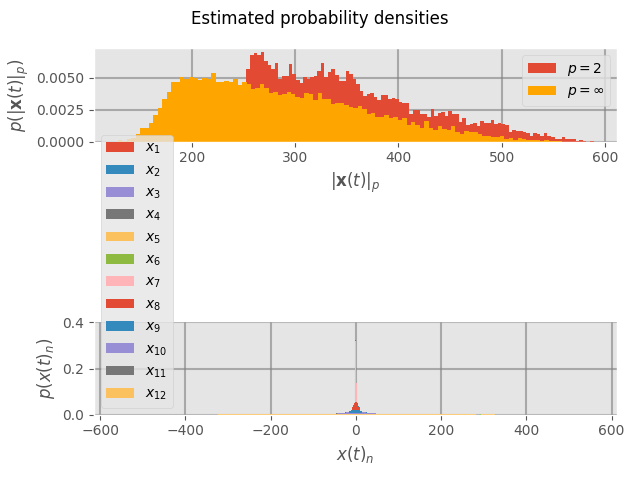 Estimated probability densities
p(|x(t)|_p)
0.0050
0.0025
0.0000
p = 2
p = ∞
200 300 400 500 600
|x(t)|_p
x_1
x_2
x_3
x_4
x_5
x_6
x_7
x_8
x_9
x_10
x_11
x_12
p(x(t)_n)
0.4
0.2
0.0
−600 −400 −200 0 200 400 600
x(t)_n